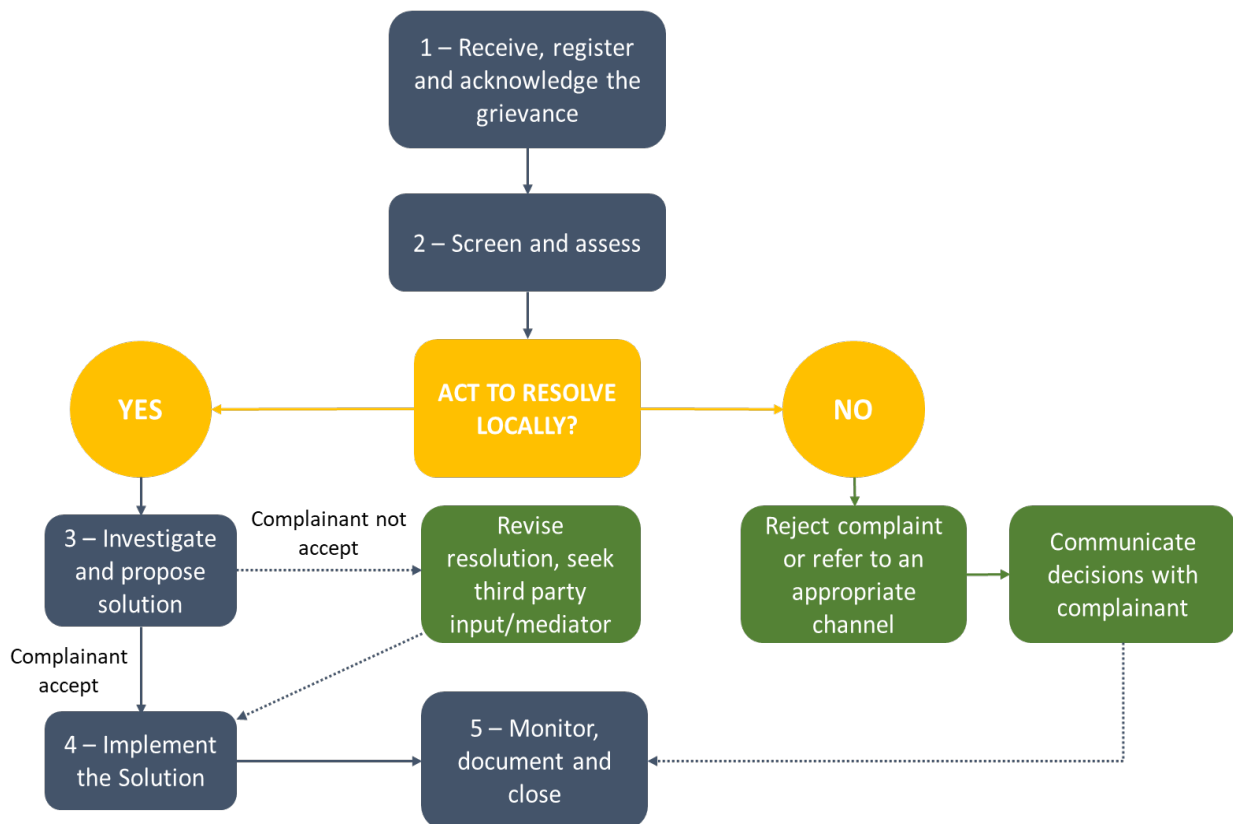 1 – Receive, register
and acknowledge the
grievance
2 – Screen and assess
YES
ACT TO RESOLVE
LOCALLY?
NO
3 – Investigate
and propose
solution
Complainant not
accept
Revise
resolution, seek
third party
input/mediator
Reject complaint
or refer to an
appropriate
channel
Communicate
decisions with
complainant
Complainant
accept
4 – Implement
the Solution
5 – Monitor,
document and
close